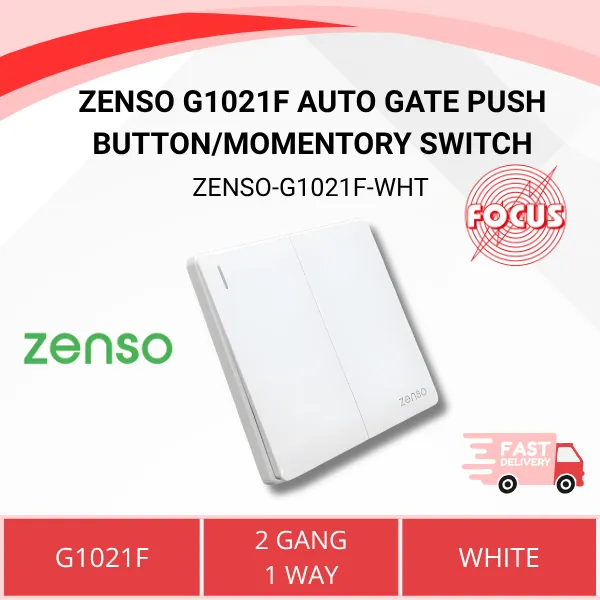 ZENSO G1021F AUTO GATE PUSH
BUTTON/MOMENTORY SWITCH
ZENSO-G1021F-WHT
FOCUS
zenso
zenso
FAST
DELIVERY
G1021F
2 GANG
1 WAY
WHITE